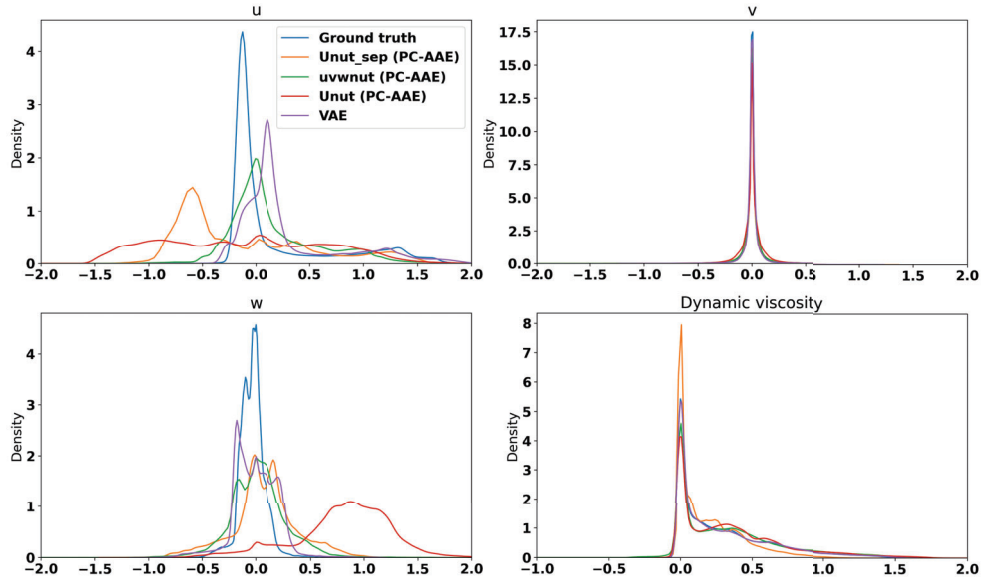 u
Density
4
3
2
1
0
-2.0 -1.5 -1.0 -0.5 0.0 0.5 1.0 1.5 2.0
Ground truth
Unut_sep (PC-AAE)
uvwnut (PC-AAE)
Unut (PC-AAE)
VAE
v
Density
17.5
15.0
12.5
10.0
7.5
5.0
2.5
0.0
-2.0 -1.5 -1.0 -0.5 0.0 0.5 1.0 1.5 2.0
w
Density
4
3
2
1
0
-2.0 -1.5 -1.0 -0.5 0.0 0.5 1.0 1.5 2.0
Dynamic viscosity
Density
8
7
6
5
4
3
2
1
0
-1.0 -0.5 0.0 0.5 1.0 1.5 2.0